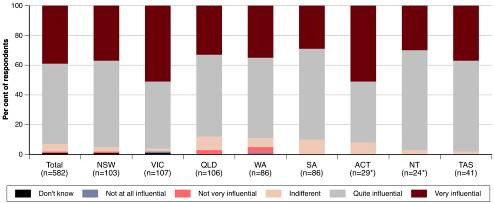 100
80
60
40
20
0
Per cent of respondents
Total NSW VIC QLD WA SA ACT NT TAS
(n=582) (n=103) (n=107) (n=106) (n=86) (n=86) (n=29*) (n=24*) (n=41)
Don't know Not at all influential Not very influential Indifferent Quite influential Very influential